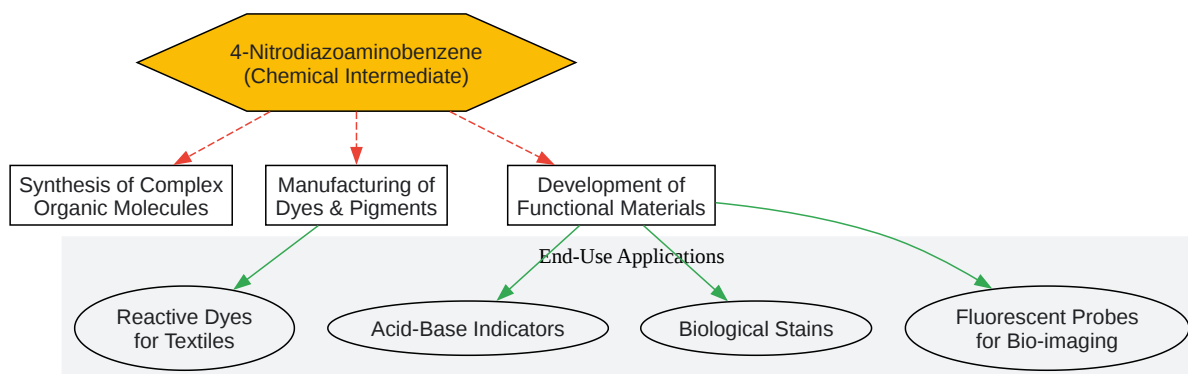 4-Nitrodiazoaminobenzene
(Chemical Intermediate)
Synthesis of Complex
Organic Molecules
Manufacturing of
Dyes & Pigments
Development of
Functional Materials
End-Use Applications
Reactive Dyes
for Textiles
Acid-Base Indicators
Biological Stains
Fluorescent Probes
for Bio-imaging